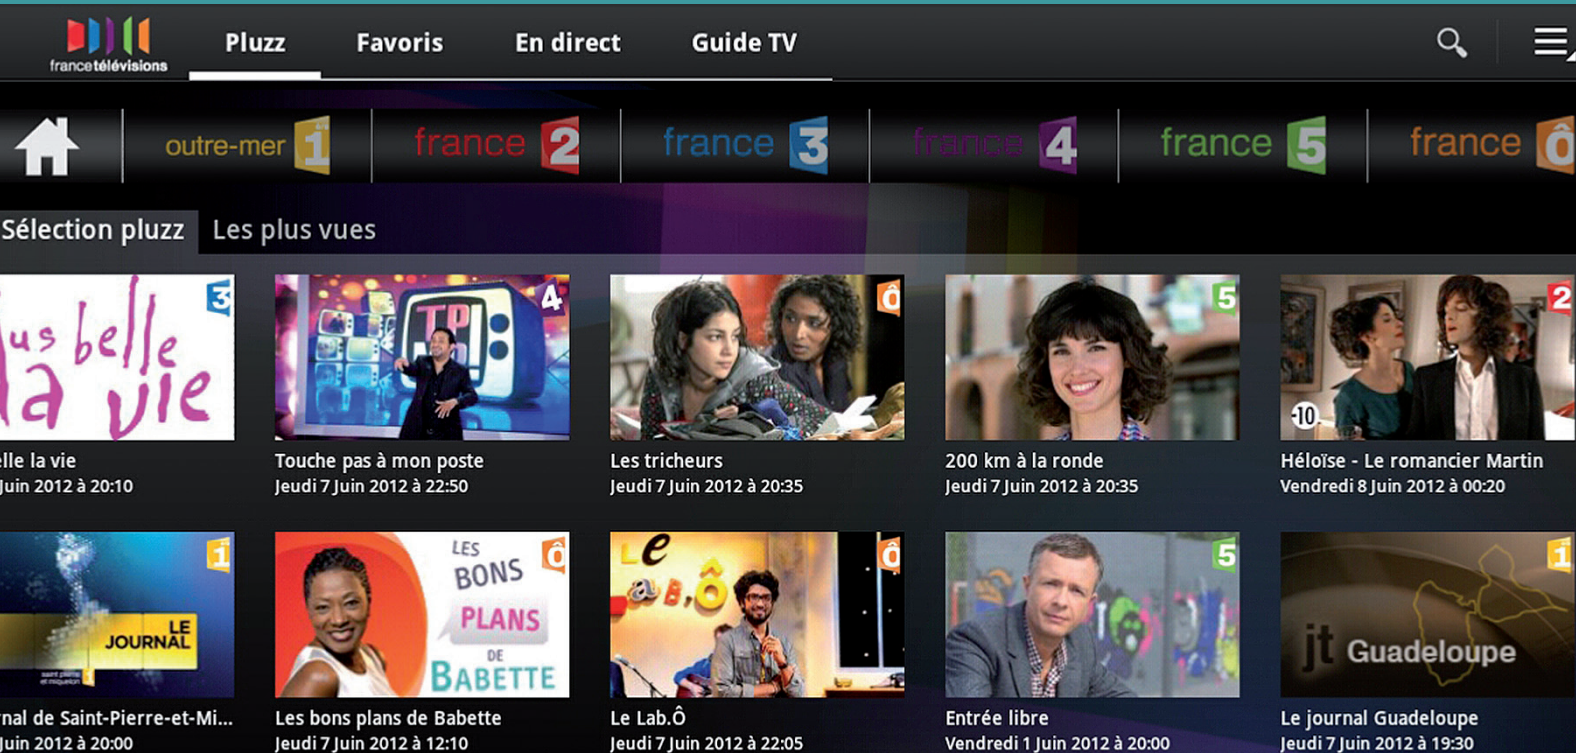 francetélévisions
Pluzz
Favoris
En direct
Guide TV
outre-mer 1ère
france 2
france 3
france 4
france 5
france Ô
Sélection pluzz
Les plus vues
us belle
la vie
3
4
Ô
5
-10
2
elle la vie
Juin 2012 à 20:10
Touche pas à mon poste
Jeudi 7 Juin 2012 à 22:50
Les tricheurs
Jeudi 7 Juin 2012 à 20:35
200 km à la ronde
Jeudi 7 Juin 2012 à 20:35
Héloïse - Le romancier Martin
Vendredi 8 Juin 2012 à 00:20
LE
JOURNAL
saint pierre
et miquelon
1
LES
BONS
PLANS
DE
BABETTE
Ô
Le
Lab.Ô
Ô
5
jt Guadeloupe
1
nal de Saint-Pierre-et-Mi...
Juin 2012 à 20:00
Les bons plans de Babette
Jeudi 7 Juin 2012 à 12:10
Le Lab.Ô
Jeudi 7 Juin 2012 à 22:05
Entrée libre
Vendredi 1 Juin 2012 à 20:00
Le journal Guadeloupe
Jeudi 7 Juin 2012 à 19:30